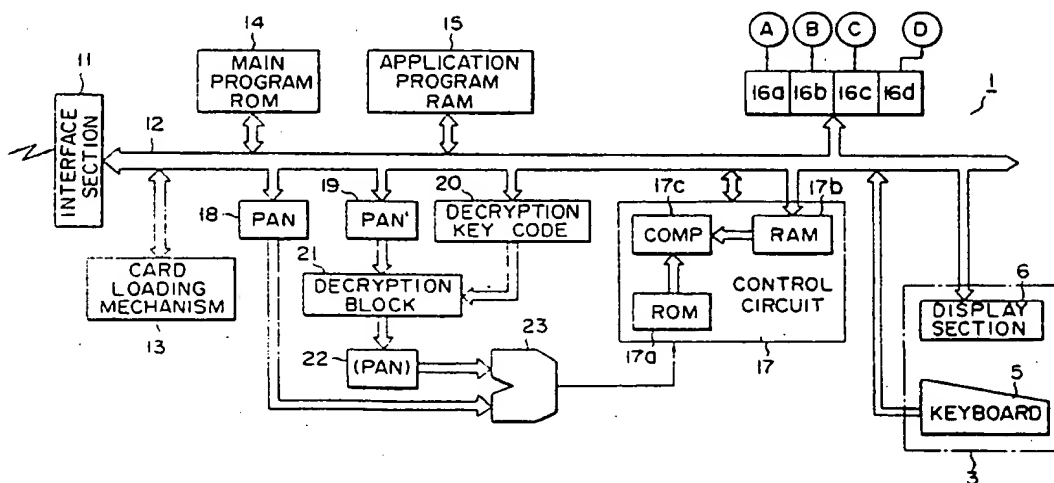 14
15
A B C D
11
MAIN
PROGRAM
ROM
APPLICATION
PROGRAM
RAM
16a 16b 16c 16d
1
INTERFACE
SECTION
12
18
PAN
19
PAN'
20
DECRYPTION
KEY CODE
17c
17b
COMP
RAM
CARD
LOADING
MECHANISM
13
21
DECRYPTION
BLOCK
ROM
17a
CONTROL
CIRCUIT
17
6
DISPLAY
SECTION
22
(PAN)
23
5
KEYBOARD
3